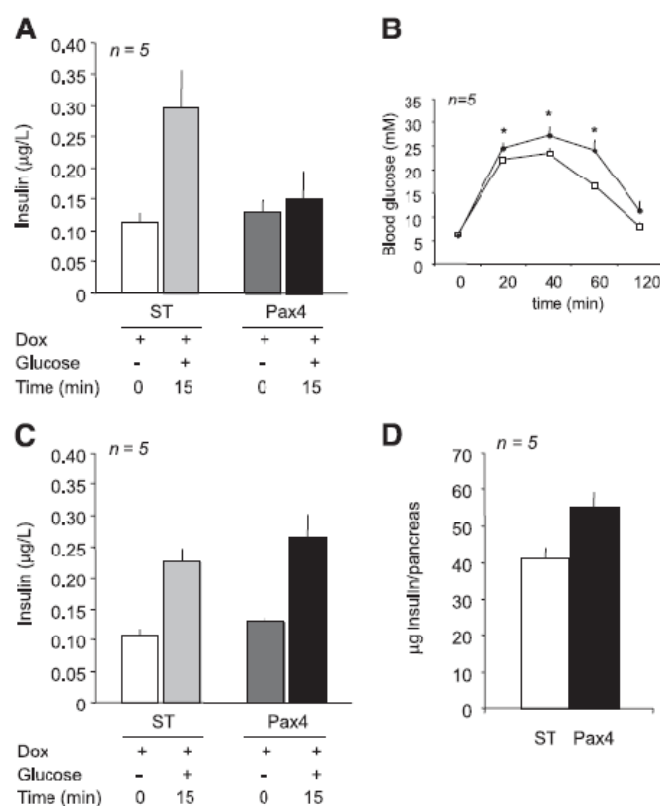 A
n = 5
Insulin (µg/L)
0.40
0.35
0.30
0.25
0.20
0.15
0.10
0.05
0.00
ST Pax4
Dox + + + +
Glucose - + - +
Time (min) 0 15 0 15
B
n=5
Blood glucose (mM)
35
30
25
20
15
10
5
0
* * *
0 20 40 60 120
time (min)
C
n = 5
Insulin (µg/L)
0.40
0.35
0.30
0.25
0.20
0.15
0.10
0.05
0.00
ST Pax4
Dox + + + +
Glucose - + - +
Time (min) 0 15 0 15
D
n = 5
µg Insulin/pancreas
70
60
50
40
30
20
10
0
ST Pax4